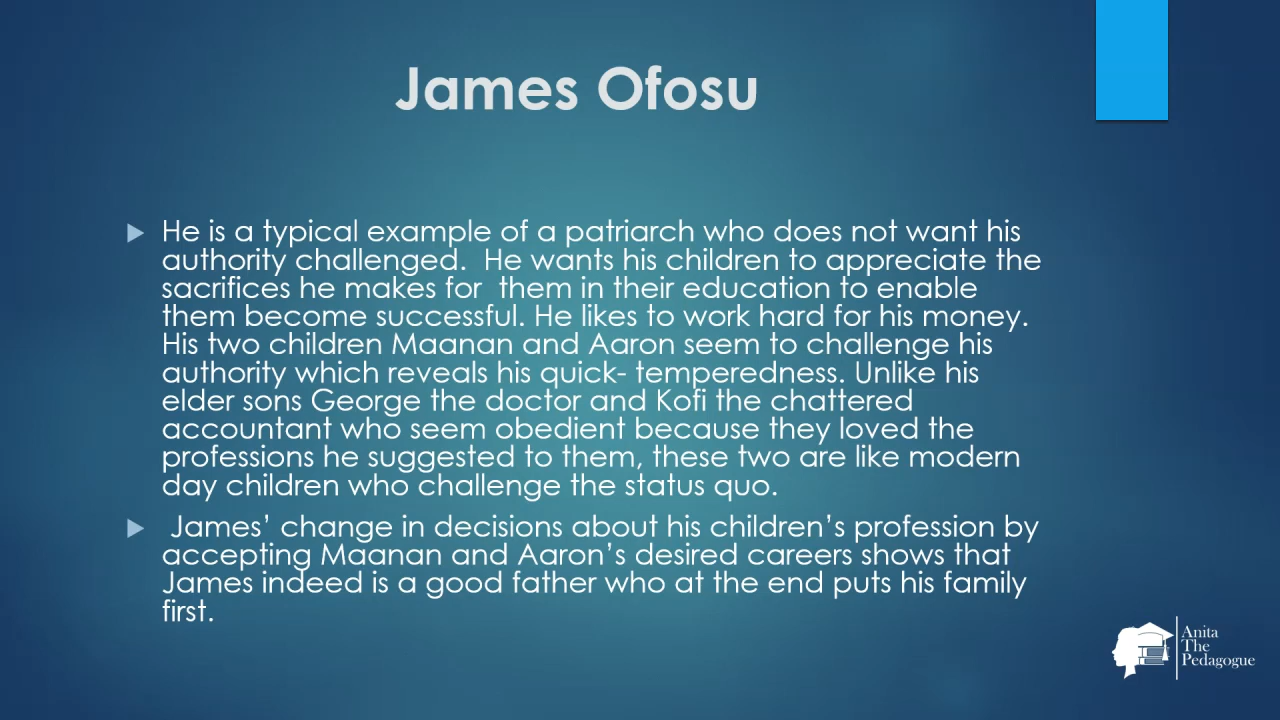 James Ofosu
He is a typical example of a patriarch who does not want his
authority challenged.  He wants his children to appreciate the
sacrifices he makes for  them in their education to enable
them become successful. He likes to work hard for his money.
His two children Maanan and Aaron seem to challenge his
authority which reveals his quick- temperedness. Unlike his
elder sons George the doctor and Kofi the chattered
accountant who seem obedient because they loved the
professions he suggested to them, these two are like modern
day children who challenge the status quo.
James’ change in decisions about his children’s profession by
accepting Maanan and Aaron’s desired careers shows that
James indeed is a good father who at the end puts his family
first.
Anita
The
Pedagogue